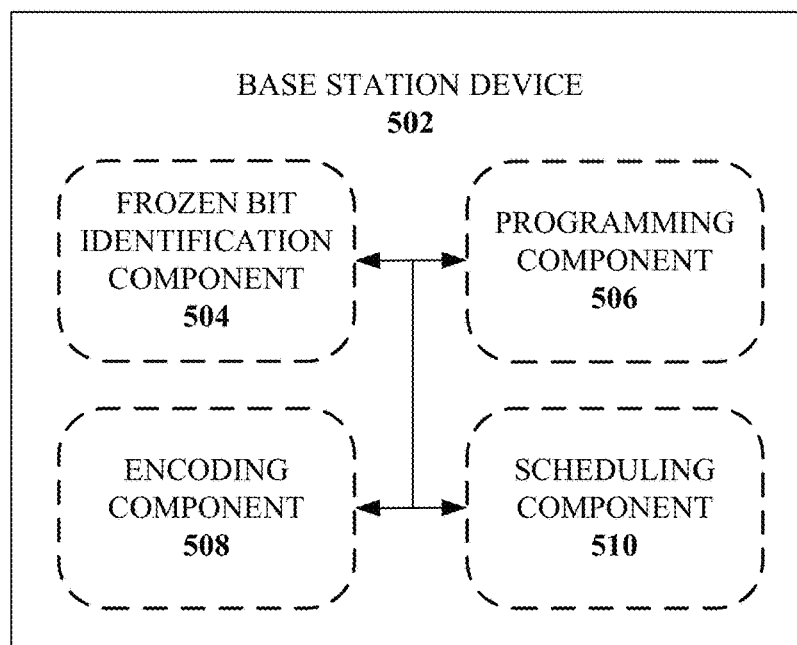 BASE STATION DEVICE
502
FROZEN BIT
IDENTIFICATION
COMPONENT
504
PROGRAMMING
COMPONENT
506
ENCODING
COMPONENT
508
SCHEDULING
COMPONENT
510